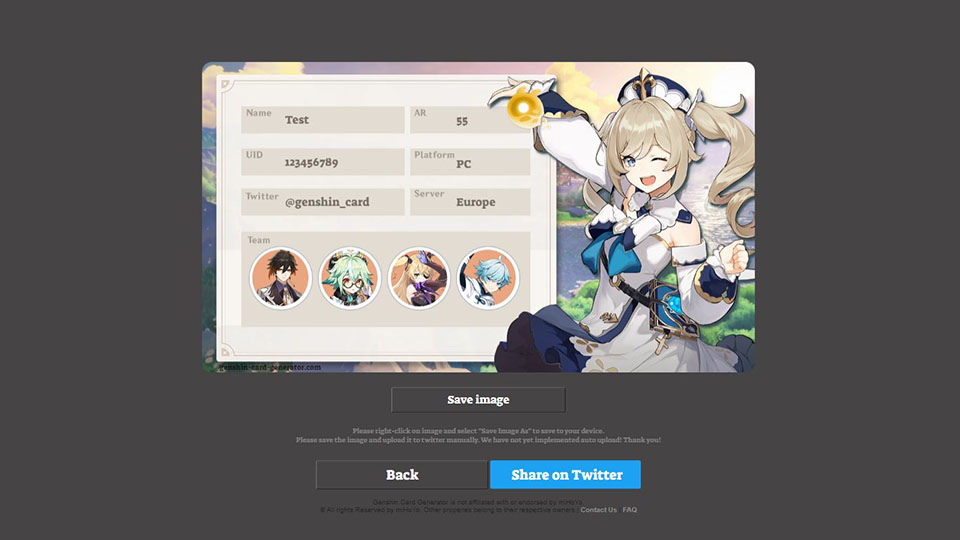 Name Test
AR 55
UID 123456789
Platform PC
Twitter @genshin_card
Server Europe
Team
genshin-card-generator.com
Save image
Please right-click on image and select "Save Image As" to save to your device.
Please save the image and upload it to twitter manually. We have not yet implemented auto upload! Thank you!
Back
Share on Twitter
Genshin Card Generator is not affiliated with or endorsed by miHoYo.
© All rights Reserved by miHoYo. Other properties belong to their respective owners. | Contact Us | FAQ